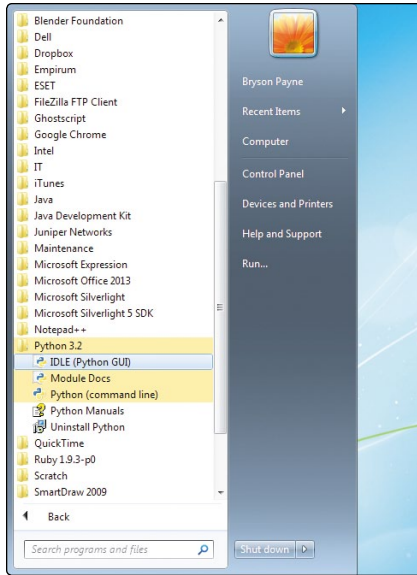 Blender Foundation
Dell
Dropbox
Empirum
ESET
FileZilla FTP Client
Ghostscript
Google Chrome
Intel
IT
iTunes
Java
Java Development Kit
Juniper Networks
Maintenance
Microsoft Expression
Microsoft Office 2013
Microsoft Silverlight
Microsoft Silverlight 5 SDK
Notepad++
Python 3.2
IDLE (Python GUI)
Module Docs
Python (command line)
Python Manuals
Uninstall Python
QuickTime
Ruby 1.9.3-p0
Scratch
SmartDraw 2009
Back
Search programs and files
Bryson Payne
Recent Items
Computer
Control Panel
Devices and Printers
Help and Support
Run...
Shut down